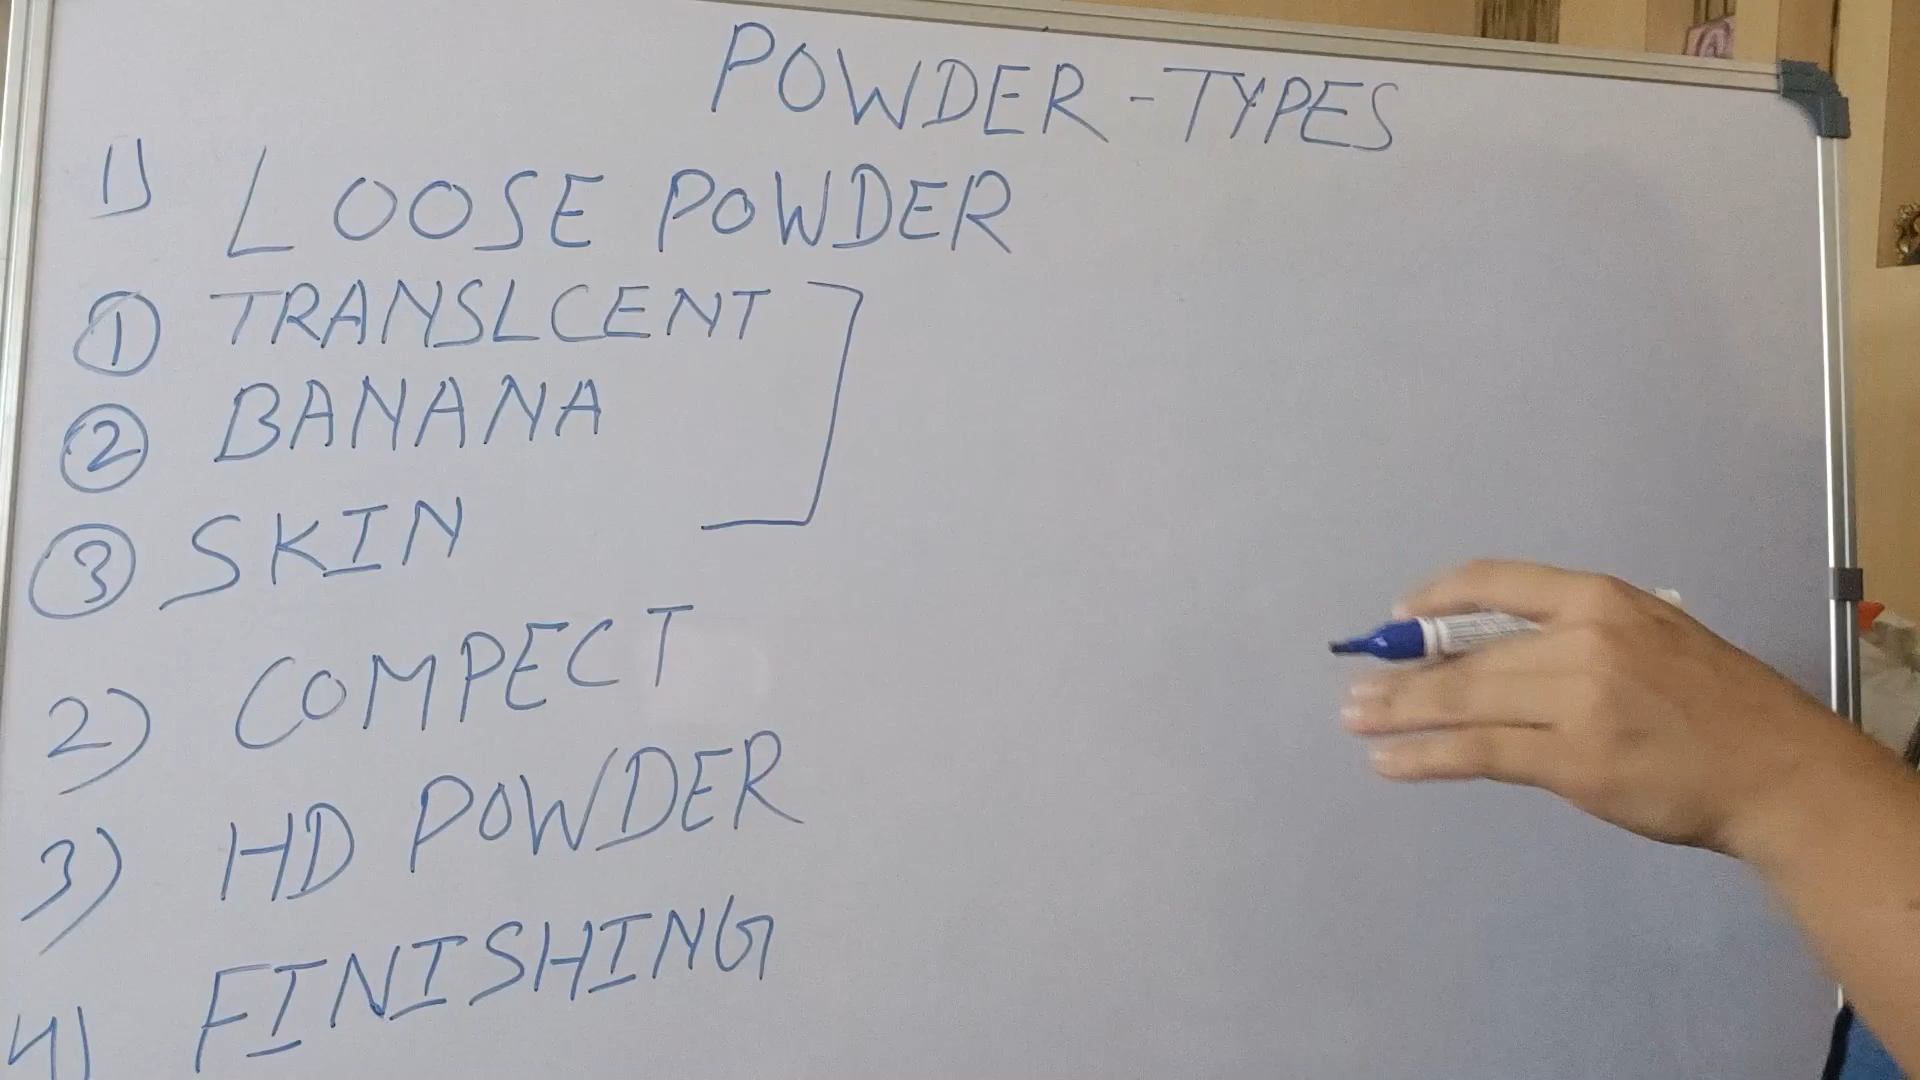 POWDER-TYPES
1) LOOSE POWDER
① TRANSLCENT
② BANANA
③ SKIN
2) COMPECT
3) HD POWDER
4) FINISHING